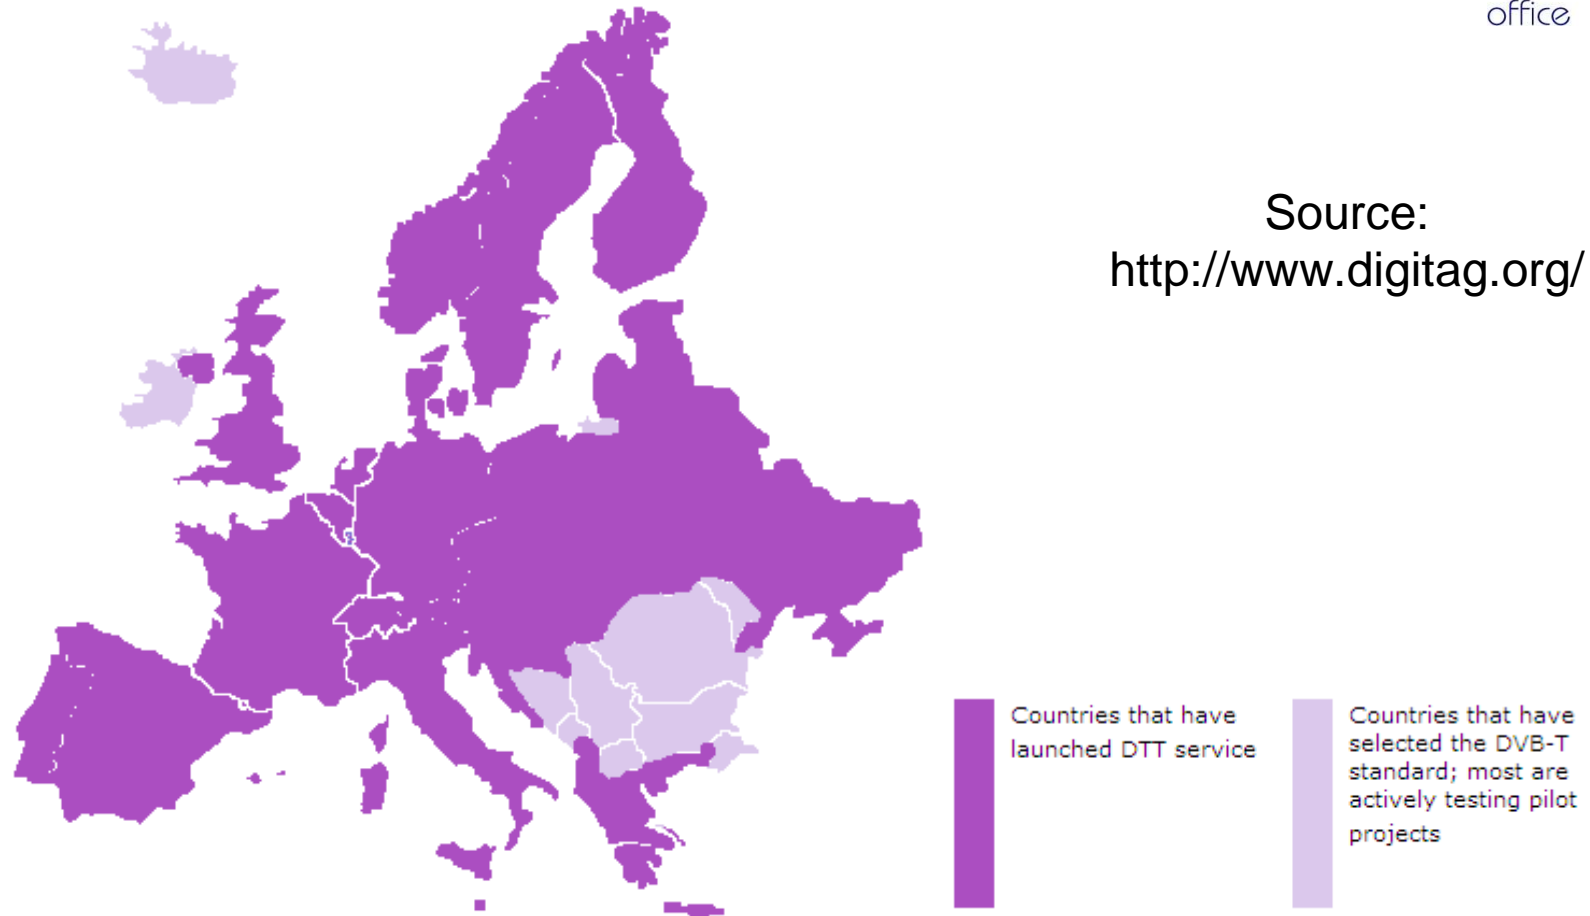 office
Source:
http://www.digitag.org/
Countries that have
launched DTT service
Countries that have
selected the DVB-T
standard; most are
actively testing pilot
projects